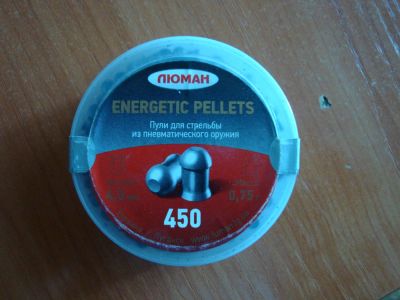 ЛЮМАН
ENERGETIC PELLETS
Пули для стрельбы
из пневматического оружия
0,75 г
450